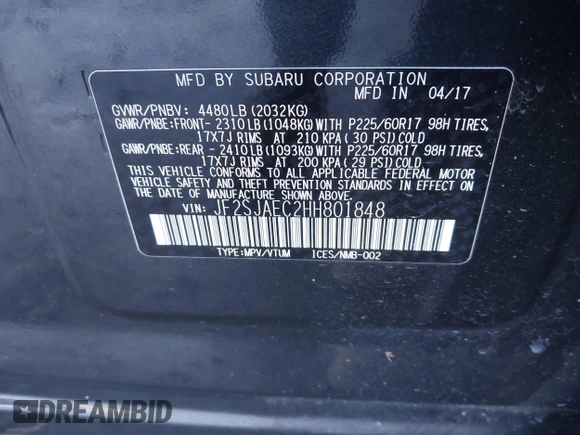 MFD BY SUBARU CORPORATION
MFD IN 04/17
GVWR/PNBV: 4480LB(2032KG)
GAWR/PNBE:FRONT- 2310LB(1048KG)WITH P225/60R17 98H TIRES,
17X7J RIMS AT 210 KPA( 30 PSI)COLD
GAWR/PNBE:REAR - 2410LB(1093KG)WITH P225/60R17 98H TIRES,
17X7J RIMS AT 200 KPA( 29 PSI)COLD
THIS VEHICLE CONFORMS TO ALL APPLICABLE FEDERAL MOTOR
VEHICLE SAFETY AND THEFT PREVENTION STANDARDS IN EFFECT ON
THE DATE OF MANUFACTURE SHOWN ABOVE.
VIN: JF2SJAEC2HH801848
TYPE:MPV/VTUM ICES/NMB-002
DREAMBID